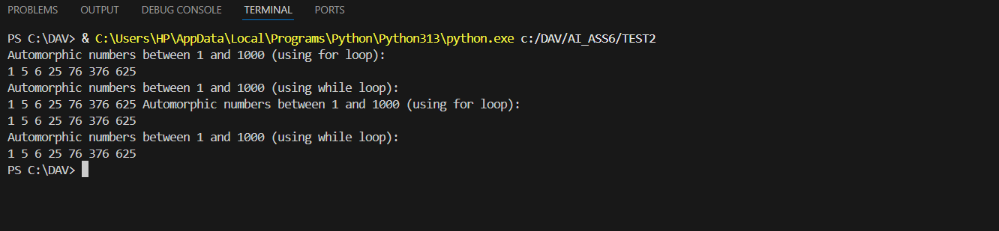 PROBLEMS OUTPUT DEBUG CONSOLE TERMINAL PORTS
PS C:\DAV> & C:\Users\HP\AppData\Local\Programs\Python\Python313\python.exe c:/DAV/AI_ASS6/TEST2
Automorphic numbers between 1 and 1000 (using for loop):
1 5 6 25 76 376 625
Automorphic numbers between 1 and 1000 (using while loop):
1 5 6 25 76 376 625 Automorphic numbers between 1 and 1000 (using for loop):
1 5 6 25 76 376 625
Automorphic numbers between 1 and 1000 (using while loop):
1 5 6 25 76 376 625
PS C:\DAV>